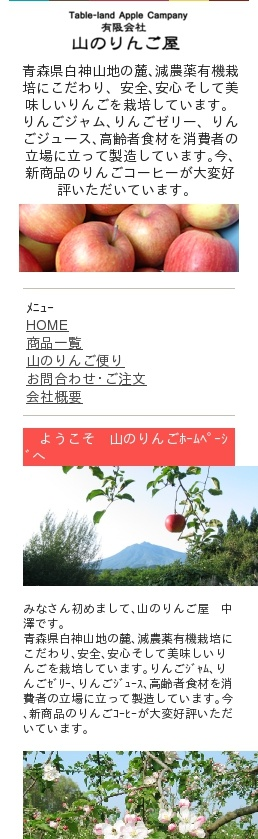 Table-land Apple Campany
有限会社
山のりんご屋
青森県白神山地の麓、減農薬有機栽
培にこだわり、安全、安心そして美
味しいりんごを栽培しています。
りんごジャム、りんごゼリー、りん
ごジュース、高齢者食材を消費者の
立場に立って製造しています。今、
新商品のりんごコーヒーが大変好
評いただいています。
ﾒﾆｭｰ
HOME
商品一覧
山のりんご便り
お問合わせ・ご注文
会社概要
ようこそ　山のりんごﾎｰﾑﾍﾟｰｼ
ﾞへ
みなさん初めまして、山のりんご屋　中
澤です。
青森県白神山地の麓、減農薬有機栽培に
こだわり、安全、安心そして美味しいり
んごを栽培しています。りんごｼﾞｬﾑ、り
んごｾﾞﾘｰ、りんごｼﾞｭｰｽ、高齢者食材を消
費者の立場に立って製造しています。今
、新商品のりんごｺｰﾋｰが大変好評いただ
いています。